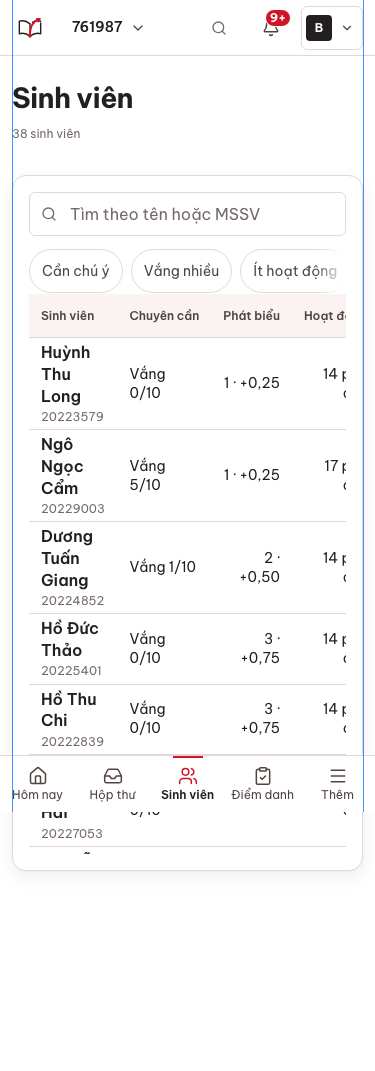 761987
9+
B
Sinh viên
38 sinh viên
Tìm theo tên hoặc MSSV
Cần chú ý
Vắng nhiều
Ít hoạt động
Sinh viên
Chuyên cần
Phát biểu
Hoạt
Huỳnh
Thu
Long
20223579
Vắng
0/10
1 · +0,25
14
Ngô
Ngọc
Cẩm
20229003
Vắng
5/10
1 · +0,25
17
Dương
Tuấn
Giang
20224852
Vắng 1/10
2 ·
+0,50
14
Hồ Đức
Thảo
20225401
Vắng
0/10
3 ·
+0,75
14
Hồ Thu
Chi
20222839
Vắng
0/10
3 ·
+0,75
14
Hôm nay
Hộp thư
Sinh viên
Điểm danh
Thêm
20227053